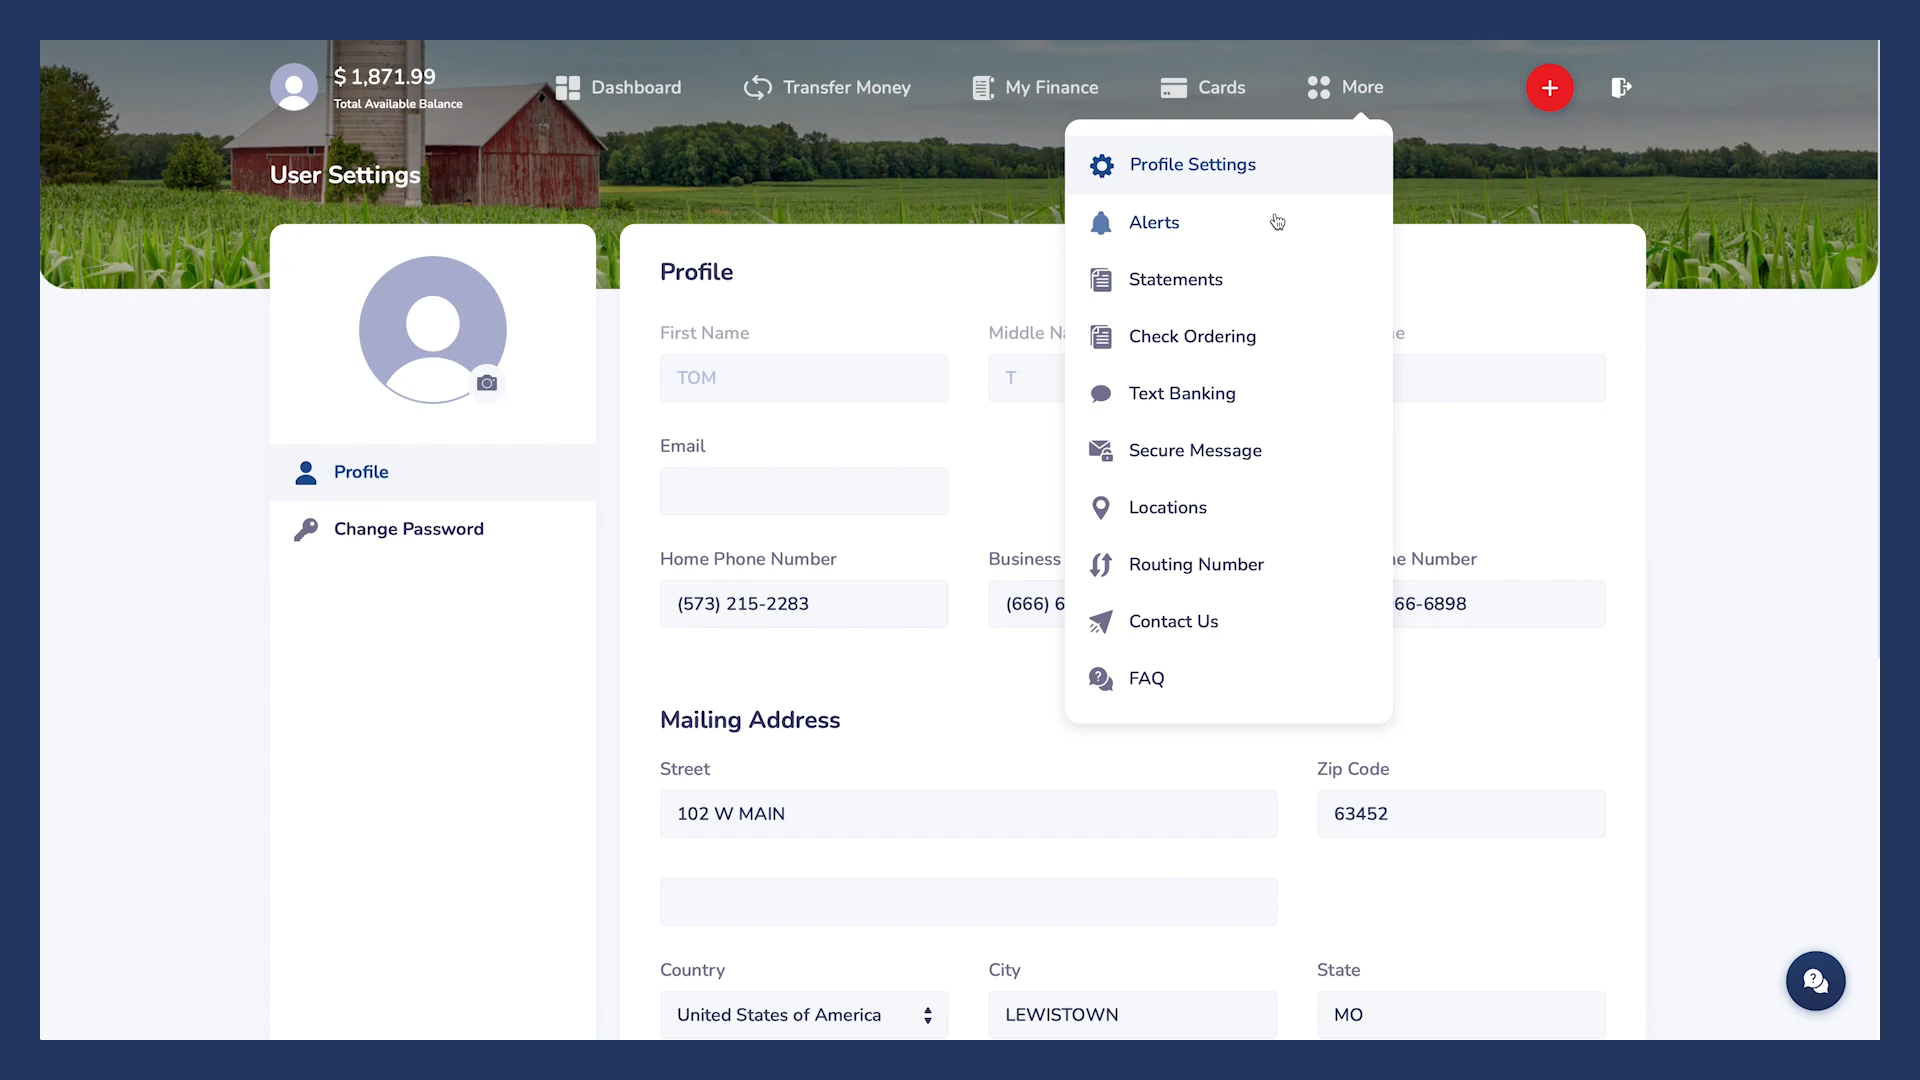 $ 1,871.99
Total Available Balance
Dashboard
Transfer Money
My Finance
Cards
More
User Settings
Profile Settings
Alerts
Statements
Check Ordering
Text Banking
Secure Message
Locations
Routing Number
Contact Us
FAQ
Profile
Change Password
Profile
First Name
Middle
TOM
T
Email
Home Phone Number
Business
Number
(573) 215-2283
(666) 6
66-6898
Mailing Address
Street
Zip Code
102 W MAIN
63452
Country
City
State
United States of America
LEWISTOWN
MO